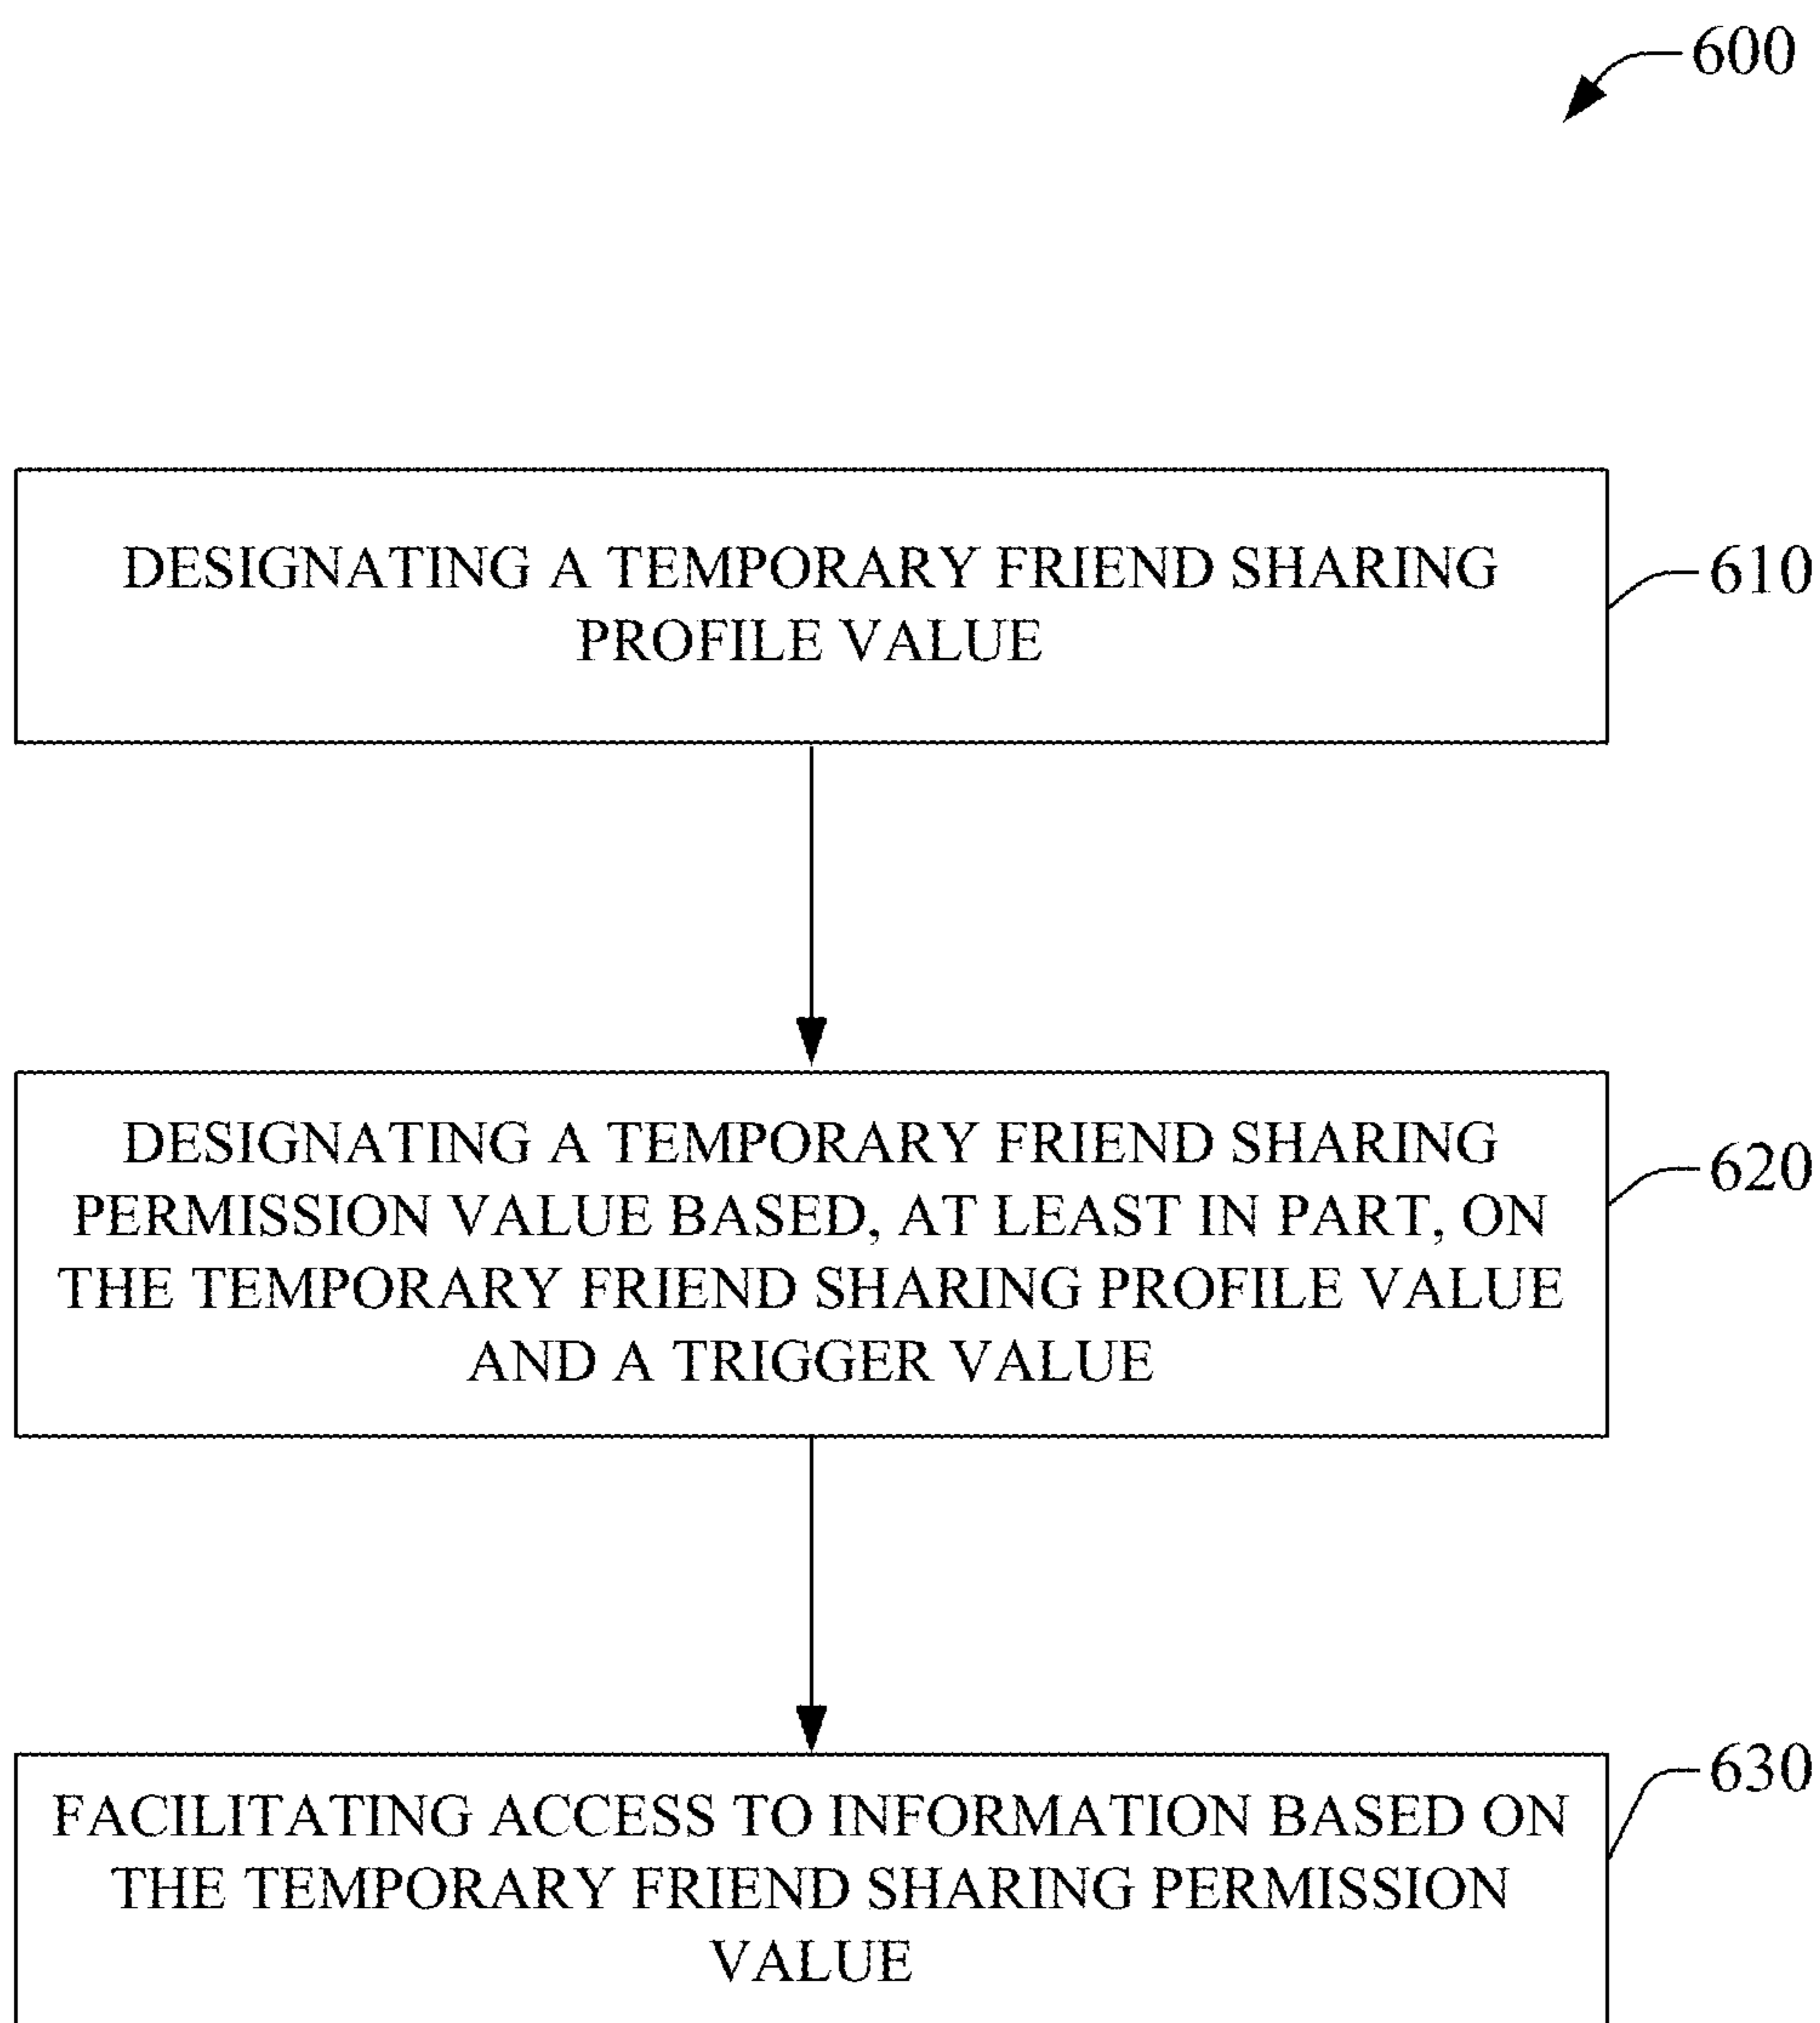 600
DESIGNATING A TEMPORARY FRIEND SHARING
PROFILE VALUE
610
DESIGNATING A TEMPORARY FRIEND SHARING
PERMISSION VALUE BASED, AT LEAST IN PART, ON
THE TEMPORARY FRIEND SHARING PROFILE VALUE
AND A TRIGGER VALUE
620
FACILITATING ACCESS TO INFORMATION BASED ON
THE TEMPORARY FRIEND SHARING PERMISSION
VALUE
630